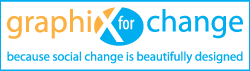 graphiX for change
because social change is beautifully designed